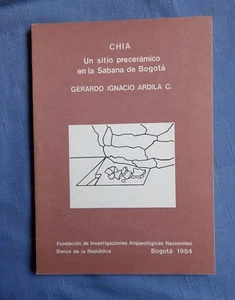 CHIA
Un sitio precerámico
en la Sabana de Bogotá
GERARDO IGNACIO ARDILA C.
Fundación de Investigaciones Arqueológicas Nacionales
Banco de la República
Bogotá 1984